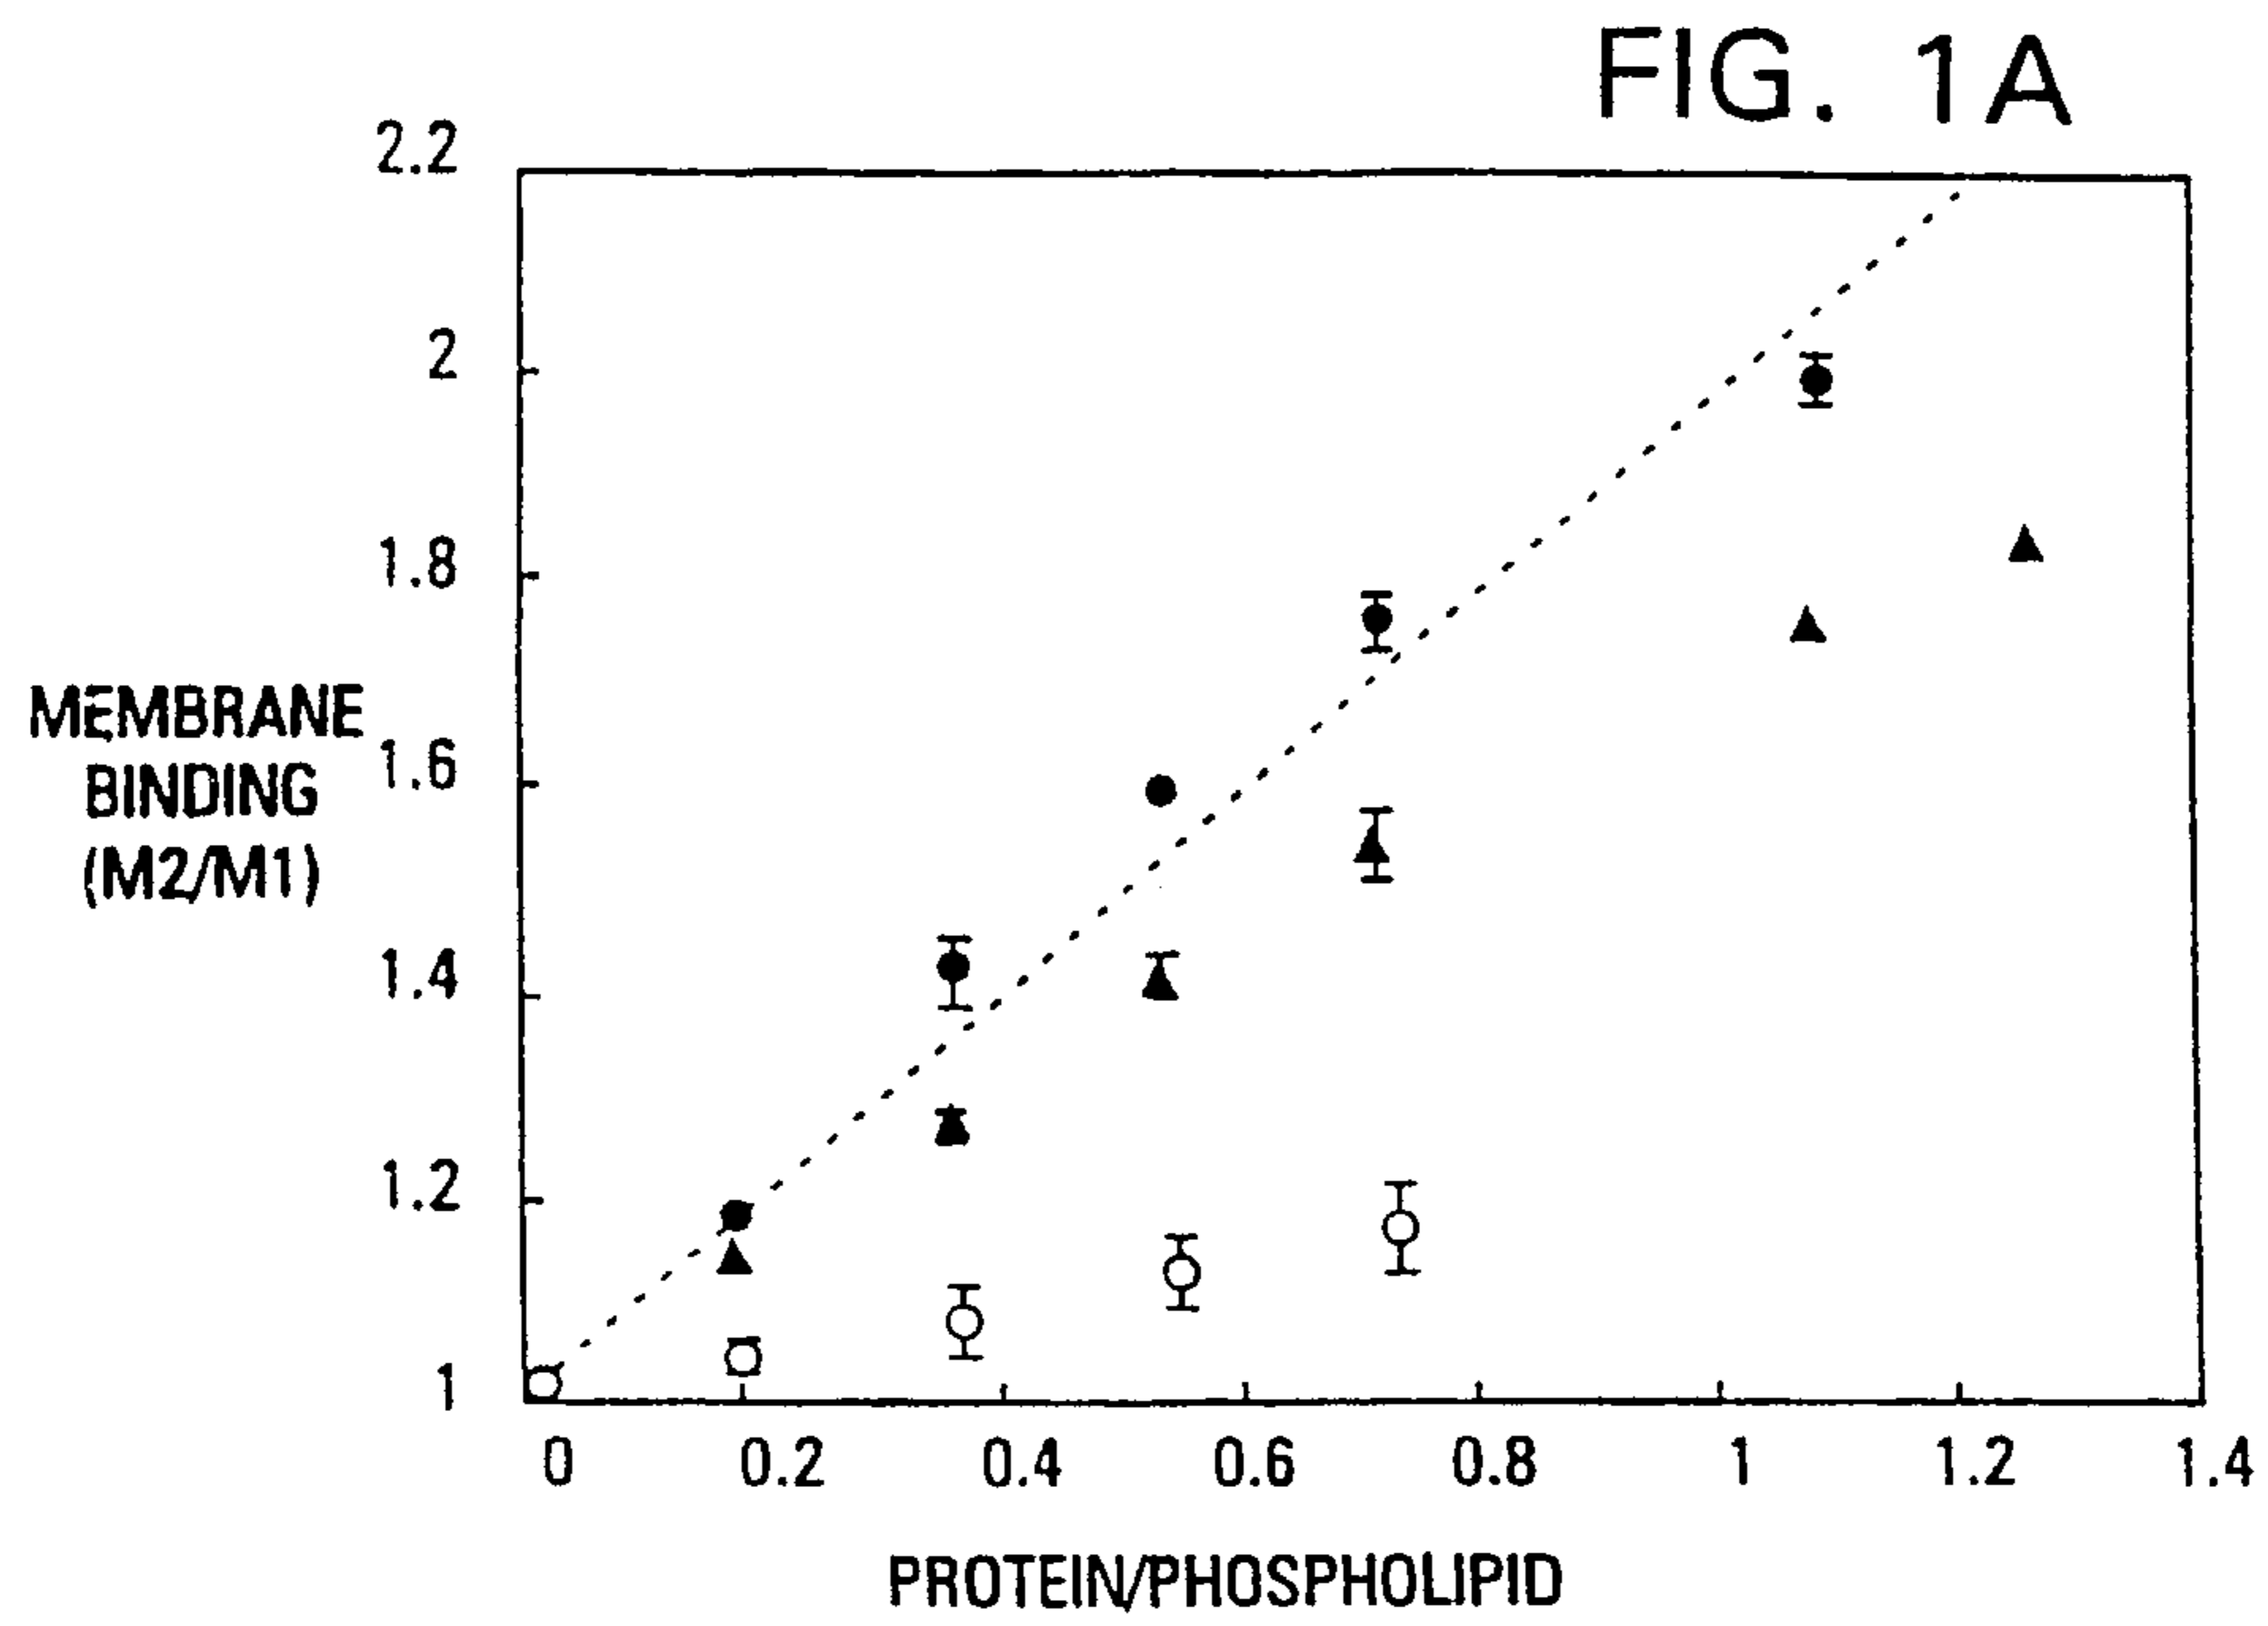 FIG. 1A
2.2
2
1.8
1.6
1.4
1.2
1
MEMBRANE
BINDING
(M2/M1)
0 0.2 0.4 0.6 0.8 1 1.2 1.4
PROTEIN/PHOSPHOLIPID